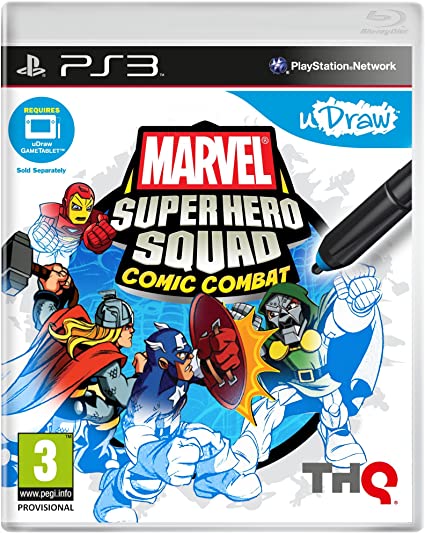 Blu-ray Disc
PS3
PlayStation®Network
REQUIRES
uDraw
GAMETABLET™
Sold Separately
uDraw
MARVEL
SUPER HERO
SQUAD
COMIC COMBAT
A
3
www.pegi.info
PROVISIONAL
THQ